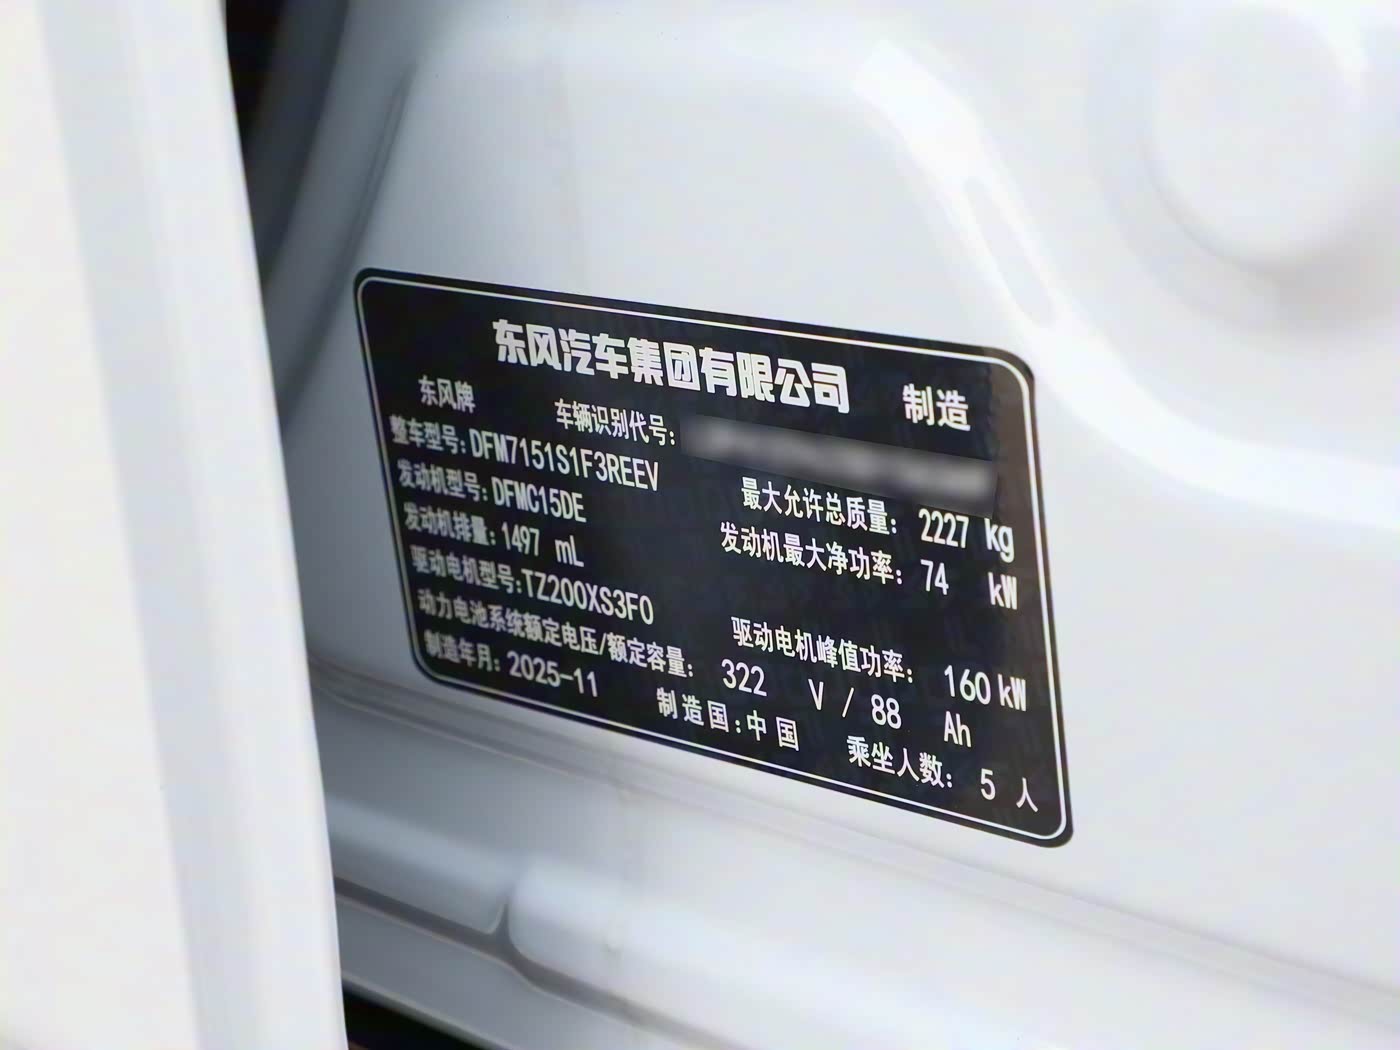 东风汽车集团有限公司 制造
东风牌 车辆识别代号:
整车型号:DFM7151S1F3REEV 最大允许总质量: 2227 kg
发动机型号:DFMC15DE 发动机最大净功率: 74 kW
发动机排量:1497 mL
驱动电机型号:TZ200XS3F0 驱动电机峰值功率: 160 kW
动力电池系统额定电压/额定容量: 322 V / 88 Ah
制造年月: 2025-11 制造国:中国 乘坐人数: 5 人